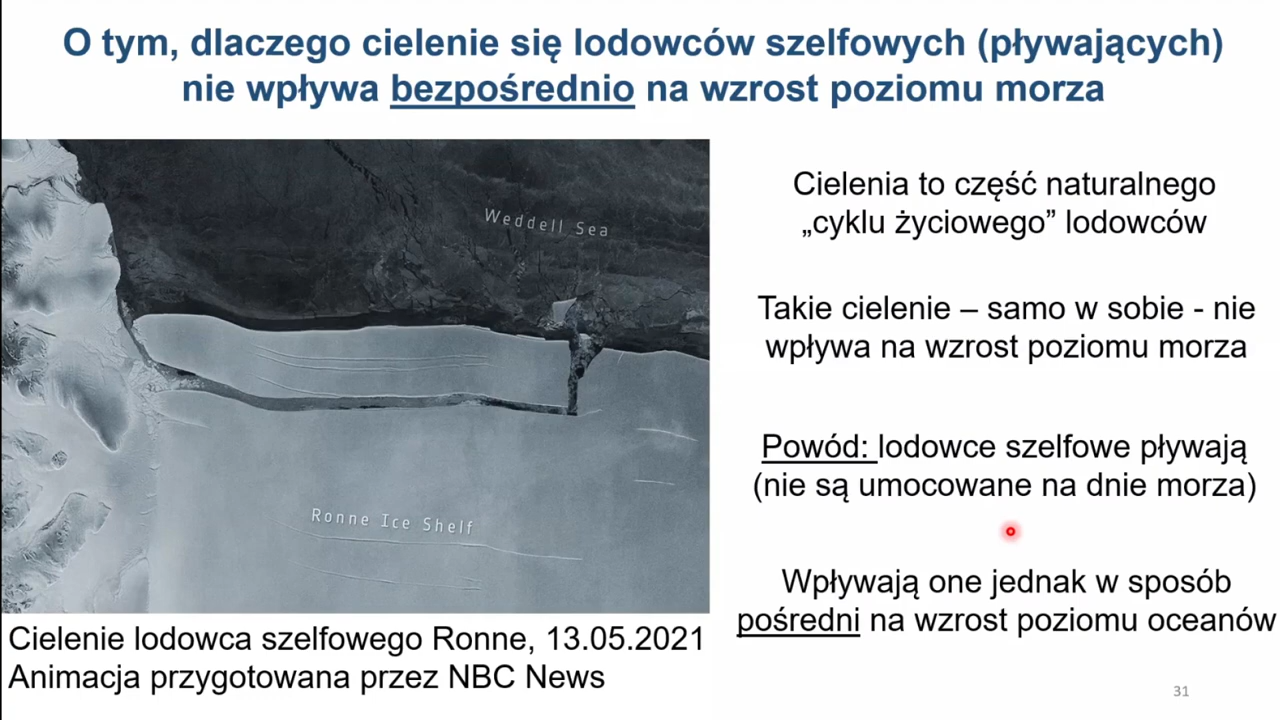 O tym, dlaczego cielenie się lodowców szelfowych (pływających)
nie wpływa bezpośrednio na wzrost poziomu morza
Weddell Sea
Ronne Ice Shelf
Cielenie lodowca szelfowego Ronne, 13.05.2021
Animacja przygotowana przez NBC News
Cielenia to część naturalnego
„cyklu życiowego” lodowców
Takie cielenie – samo w sobie - nie
wpływa na wzrost poziomu morza
Powód: lodowce szelfowe pływają
(nie są umocowane na dnie morza)
Wpływają one jednak w sposób
pośredni na wzrost poziomu oceanów
31